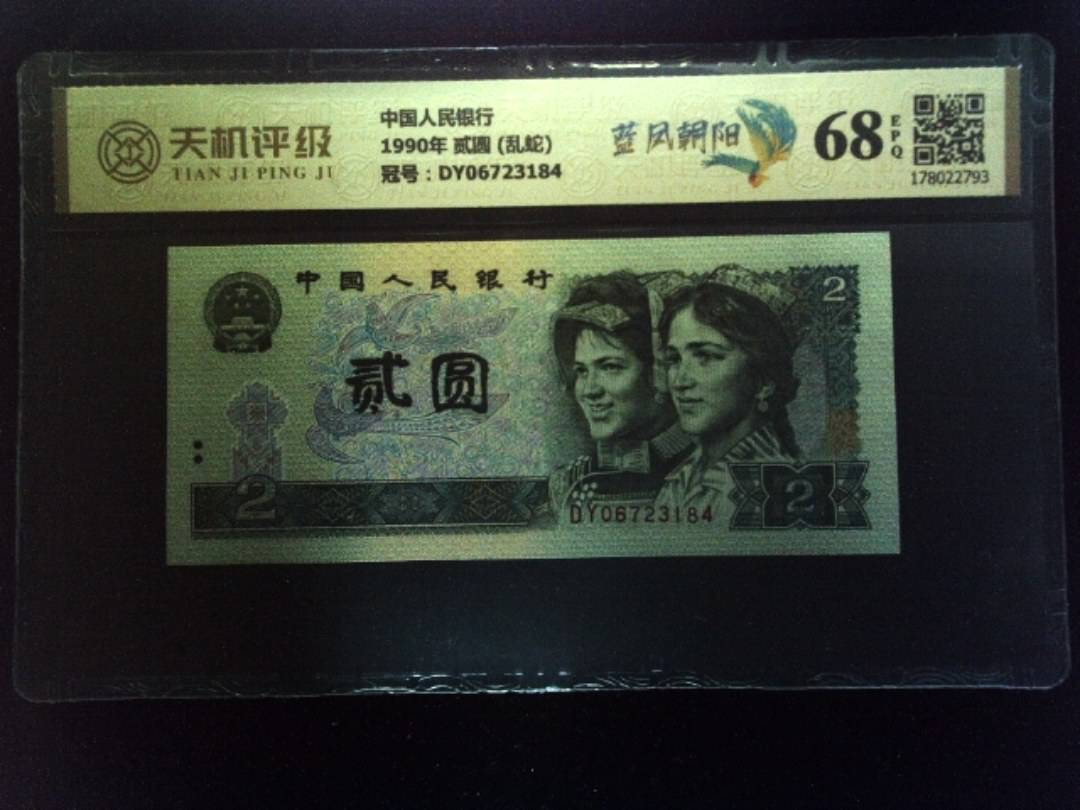 天机评级
TIAN JI PING JI
中国人民银行
1990年 贰圆 (乱蛇)
冠号：DY06723184
蓝凤朝阳
68
EPQ
178022793
中國人民银行
2
贰圆
2
DY06723184
2